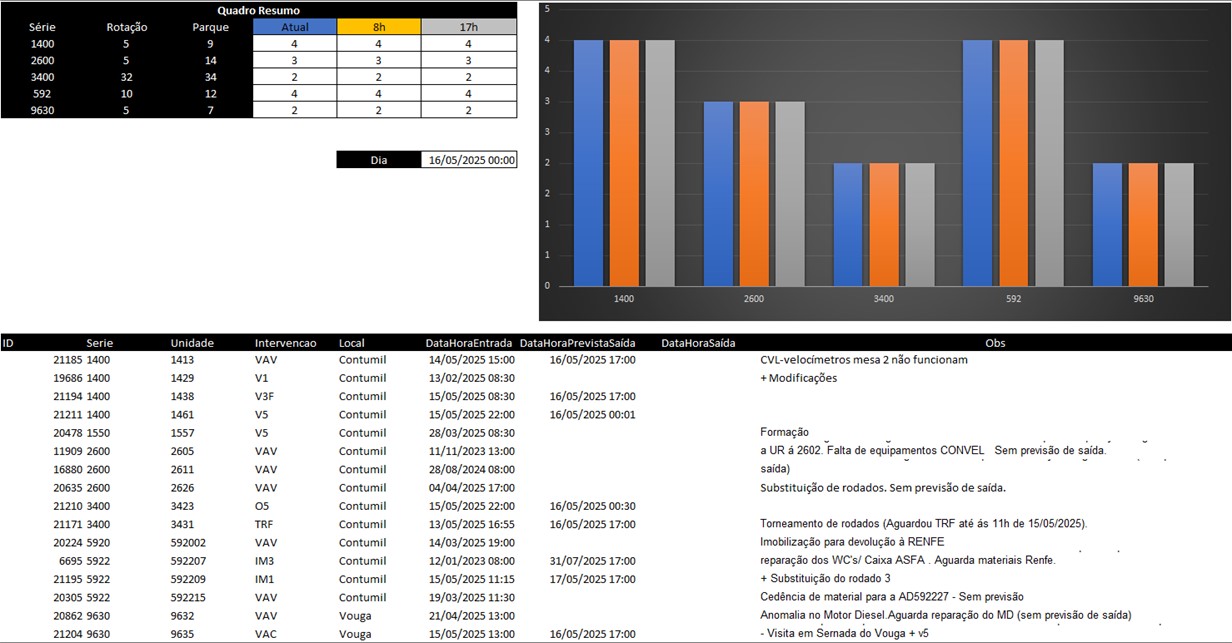 Quadro Resumo
Série Rotação Parque Atual 8h 17h
1400 5 9 4 4 4
2600 5 14 3 3 3
3400 32 34 2 2 2
592 10 12 4 4 4
9630 5 7 2 2 2
Dia 16/05/2025 00:00
5
4
4
3
3
2
2
1
1
0
1400 2600 3400 592 9630
ID Serie Unidade Intervencao Local DataHoraEntrada DataHoraPrevistaSaída DataHoraSaída Obs
21185 1400 1413 VAV Contumil 14/05/2025 15:00 16/05/2025 17:00 CVL-velocímetros mesa 2 não funcionam
19686 1400 1429 V1 Contumil 13/02/2025 08:30 + Modificações
21194 1400 1438 V3F Contumil 15/05/2025 08:30 16/05/2025 17:00
21211 1400 1461 V5 Contumil 15/05/2025 22:00 16/05/2025 00:01
20478 1550 1557 V5 Contumil 28/03/2025 08:30 Formação
11909 2600 2605 VAV Contumil 11/11/2023 13:00 a UR á 2602. Falta de equipamentos CONVEL Sem previsão de saída.
16880 2600 2611 VAV Contumil 28/08/2024 08:00 saída)
20635 2600 2626 VAV Contumil 04/04/2025 17:00 Substituição de rodados. Sem previsão de saída.
21210 3400 3423 O5 Contumil 15/05/2025 22:00 16/05/2025 00:30
21171 3400 3431 TRF Contumil 13/05/2025 16:55 16/05/2025 17:00 Torneamento de rodados (Aguardou TRF até ás 11h de 15/05/2025).
20224 5920 592002 VAV Contumil 14/03/2025 19:00 Imobilização para devolução à RENFE
6695 5922 592207 IM3 Contumil 12/01/2023 08:00 31/07/2025 17:00 reparação dos WC's/ Caixa ASFA . Aguarda materiais Renfe.
21195 5922 592209 IM1 Contumil 15/05/2025 11:15 17/05/2025 17:00 + Substituição do rodado 3
20305 5922 592215 VAV Contumil 19/03/2025 11:30 Cedência de material para a AD592227 - Sem previsão
20862 9630 9632 VAV Vouga 21/04/2025 13:00 Anomalia no Motor Diesel.Aguarda reparação do MD (sem previsão de saída)
21204 9630 9635 VAC Vouga 15/05/2025 13:00 16/05/2025 17:00 - Visita em Sernada do Vouga + v5